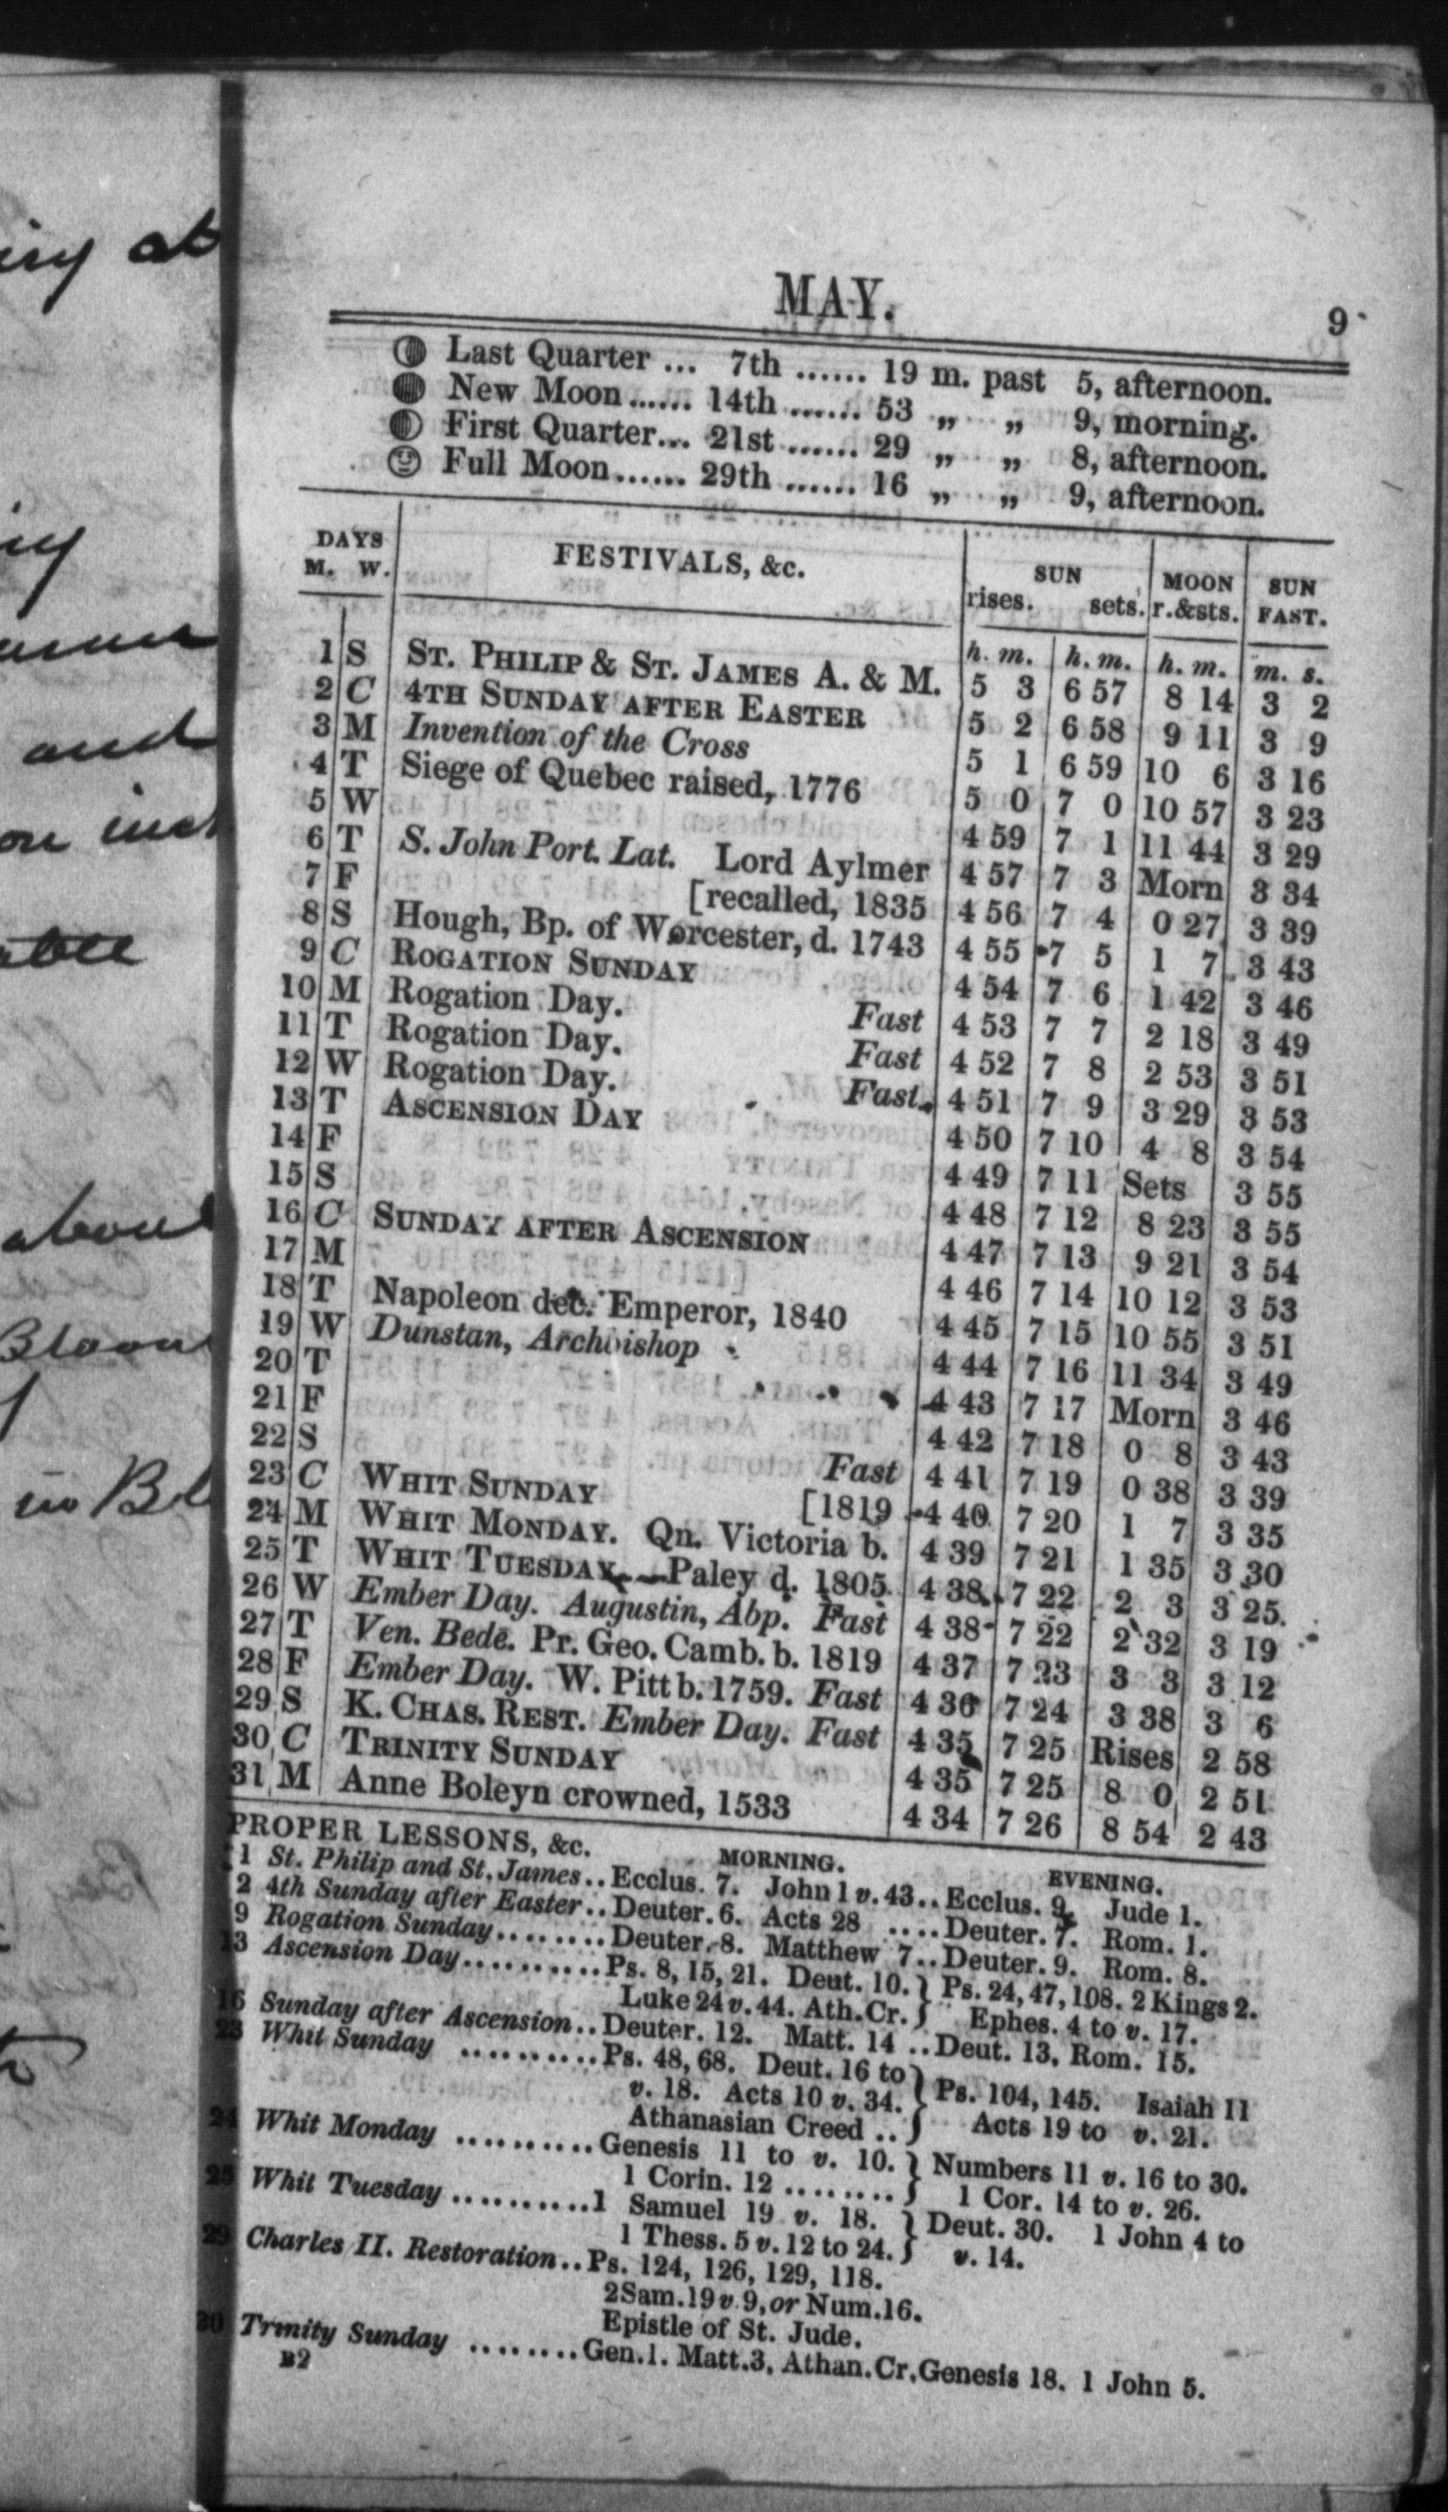 iny at
and
about
in Bl
MAY.
9
Last Quarter ... 7th ...... 19 m. past 5, afternoon.
New Moon ...... 14th ...... 53 „ „ 9, morning.
First Quarter... 21st ...... 29 „ „ 8, afternoon.
Full Moon ...... 29th ...... 16 „ „ 9, afternoon.
DAYS FESTIVALS, &c. SUN MOON SUN
M. W. rises. sets. r.&sts. FAST.
h. m. h. m. h. m. m. s.
1 S ST. PHILIP & ST. JAMES A. & M. 5 3 6 57 8 14 3 2
2 C 4TH SUNDAY AFTER EASTER 5 2 6 58 9 11 3 9
3 M Invention of the Cross 5 1 6 59 10 6 3 16
4 T Siege of Quebec raised, 1776 5 0 7 0 10 57 3 23
5 W 4 59 7 1 11 44 3 29
6 T S. John Port. Lat. Lord Aylmer 4 57 7 3 Morn 3 34
7 F [recalled, 1835 4 56 7 4 0 27 3 39
8 S Hough, Bp. of Worcester, d. 1743 4 55 7 5 1 7 3 43
9 C ROGATION SUNDAY 4 54 7 6 1 42 3 46
10 M Rogation Day. Fast 4 53 7 7 2 18 3 49
11 T Rogation Day. Fast 4 52 7 8 2 53 3 51
12 W Rogation Day. Fast. 4 51 7 9 3 29 3 53
13 T ASCENSION DAY 4 50 7 10 4 8 3 54
14 F 4 49 7 11 Sets 3 55
15 S 4 48 7 12 8 23 3 55
16 C SUNDAY AFTER ASCENSION 4 47 7 13 9 21 3 54
17 M 4 46 7 14 10 12 3 53
18 T Napoleon dec. Emperor, 1840 4 45 7 15 10 55 3 51
19 W Dunstan, Archbishop 4 44 7 16 11 34 3 49
20 T 4 43 7 17 Morn 3 46
21 F 4 42 7 18 0 8 3 43
22 S Fast 4 41 7 19 0 38 3 39
23 C WHIT SUNDAY [1819 4 40 7 20 1 7 3 35
24 M WHIT MONDAY. Qn. Victoria b. 4 39 7 21 1 35 3 30
25 T WHIT TUESDAY.—Paley d. 1805 4 38 7 22 2 3 3 25
26 W Ember Day. Augustin, Abp. Fast 4 38 7 22 2 32 3 19
27 T Ven. Bede. Pr. Geo. Camb. b. 1819 4 37 7 23 3 3 3 12
28 F Ember Day. W. Pitt b. 1759. Fast 4 36 7 24 3 38 3 6
29 S K. CHAS. REST. Ember Day. Fast 4 35 7 25 Rises 2 58
30 C TRINITY SUNDAY 4 35 7 25 8 0 2 51
31 M Anne Boleyn crowned, 1533 4 34 7 26 8 54 2 43
PROPER LESSONS, &c. MORNING. EVENING.
1 St. Philip and St. James.. Ecclus. 7. John 1 v. 43.. Ecclus. 9. Jude 1.
2 4th Sunday after Easter.. Deuter. 6. Acts 28 .... Deuter. 7. Rom. 1.
9 Rogation Sunday........ Deuter. 8. Matthew 7.. Deuter. 9. Rom. 8.
13 Ascension Day.......... Ps. 8, 15, 21. Deut. 10. } Ps. 24, 47, 108. 2 Kings 2.
Luke 24 v. 44. Ath. Cr. } Ephes. 4 to v. 17.
16 Sunday after Ascension.. Deuter. 12. Matt. 14 .. Deut. 13, Rom. 15.
23 Whit Sunday .......... Ps. 48, 68. Deut. 16 to } Ps. 104, 145. Isaiah 11
v. 18. Acts 10 v. 34. } Acts 19 to v. 21.
Athanasian Creed .. }
24 Whit Monday .......... Genesis 11 to v. 10. } Numbers 11 v. 16 to 30.
1 Corin. 12 ........ } 1 Cor. 14 to v. 26.
25 Whit Tuesday .......... 1 Samuel 19 v. 18. } Deut. 30. 1 John 4 to
1 Thess. 5 v. 12 to 24. } v. 14.
29 Charles II. Restoration.. Ps. 124, 126, 129, 118.
2 Sam. 19 v 9, or Num. 16.
Epistle of St. Jude.
30 Trinity Sunday ........ Gen. 1. Matt. 3, Athan. Cr, Genesis 18. 1 John 5.
B2